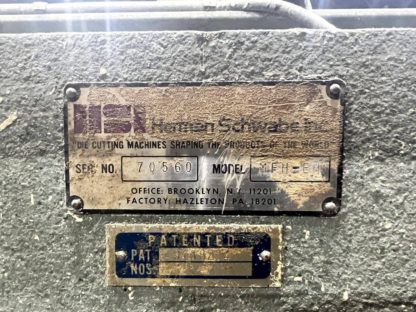 HSI Herman Schwabe Inc.
DIE CUTTING MACHINES SHAPING THE PRODUCTS OF THE WORLD
SER. NO. 70560 MODEL
OFFICE: BROOKLYN, N.Y. 11201
FACTORY: HAZLETON, PA. 18201
PATENTED
PAT.
NOS.